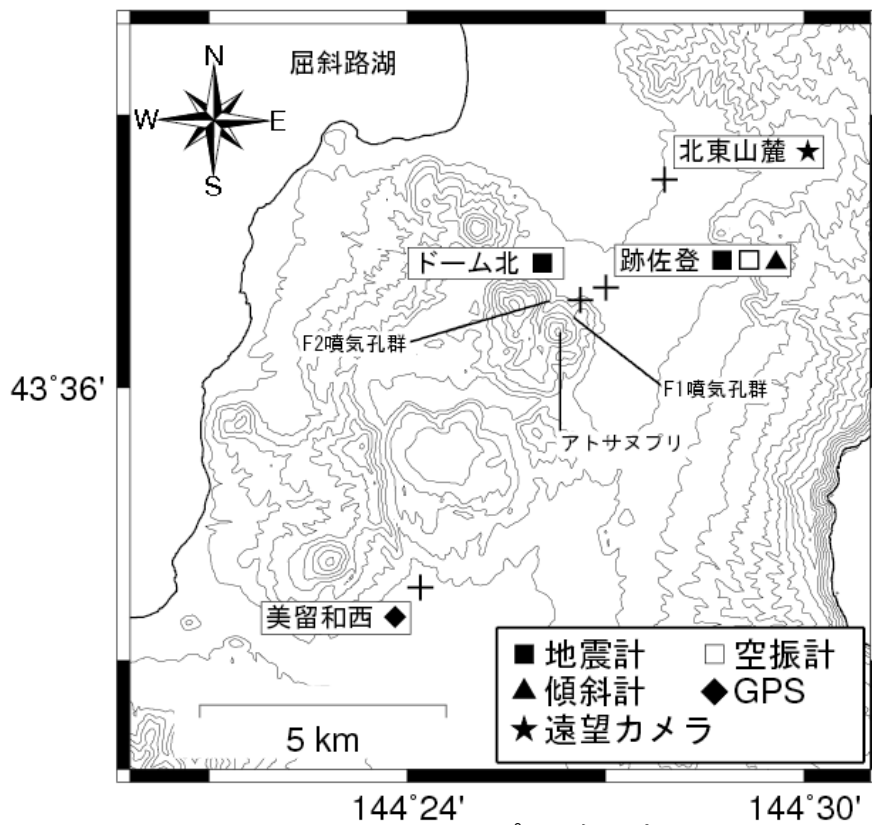 屈斜路湖
N
W E
S
北東山麓 ★
ドーム北 ■
跡佐登 ■□▲
F2噴気孔群
F1噴気孔群
43˚36'
アトサヌプリ
美留和西 ◆
■地震計 □空振計
▲傾斜計 ◆GPS
★遠望カメラ
5 km
144˚24' 144˚30'